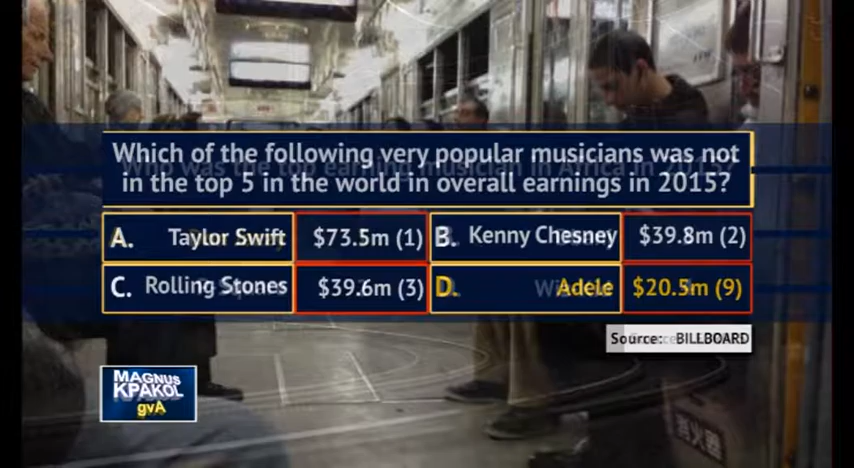 Which of the following very popular musicians was not
in the top 5 in the world in overall earnings in 2015?
A. Taylor Swift $73.5m (1) B. Kenny Chesney $39.8m (2)
C. Rolling Stones $39.6m (3) D. Adele $20.5m (9)
Source: BILLBOARD
MAGNUS
KPAKOL
gvA